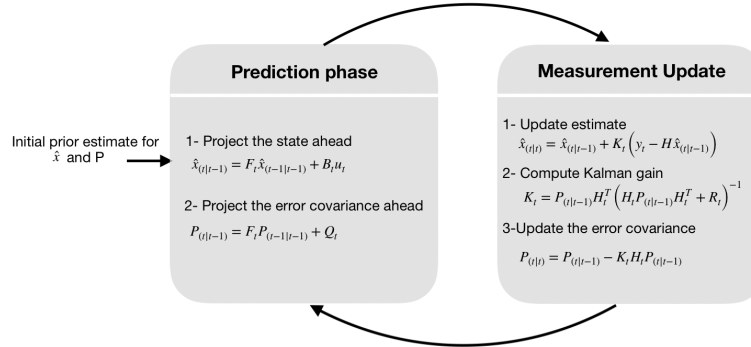 Prediction phase
Measurement Update
Initial prior estimate for
x̂ and P
1- Project the state ahead
x̂_(t|t−1) = F_t x̂_(t−1|t−1) + B_t u_t
2- Project the error covariance ahead
P_(t|t−1) = F_t P_(t−1|t−1) + Q_t
1- Update estimate
x̂_(t|t) = x̂_(t|t−1) + K_t (y_t − Hx̂_(t|t−1))
2- Compute Kalman gain
K_t = P_(t|t−1) H_t^T (H_t P_(t|t−1) H_t^T + R_t)^−1
3-Update the error covariance
P_(t|t) = P_(t|t−1) − K_t H_t P_(t|t−1)